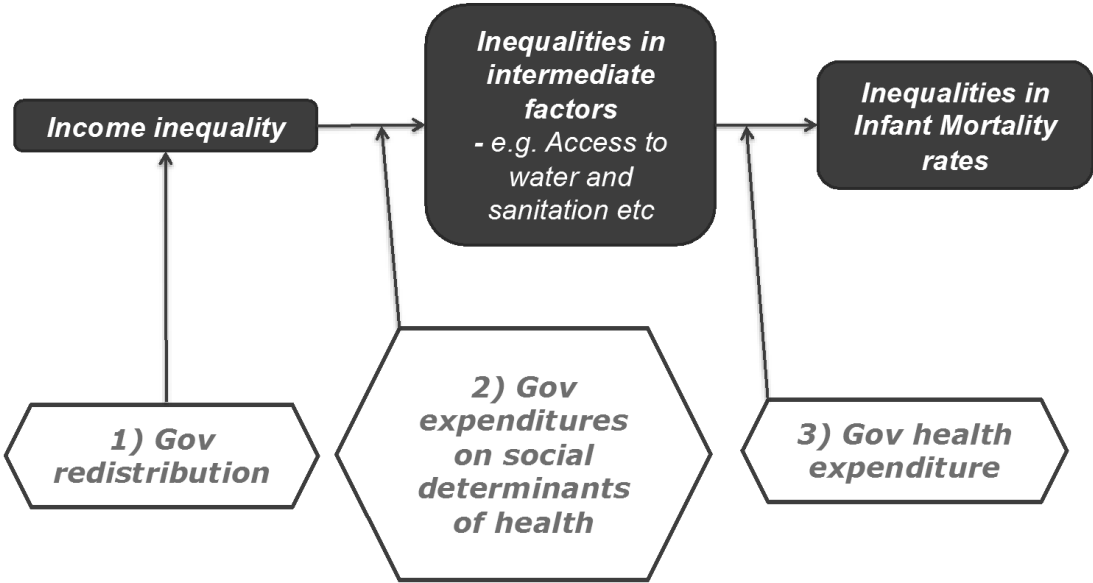 Income inequality
Inequalities in
intermediate
factors
- e.g. Access to
water and
sanitation etc
Inequalities in
Infant Mortality
rates
1) Gov
redistribution
2) Gov
expenditures
on social
determinants
of health
3) Gov health
expenditure